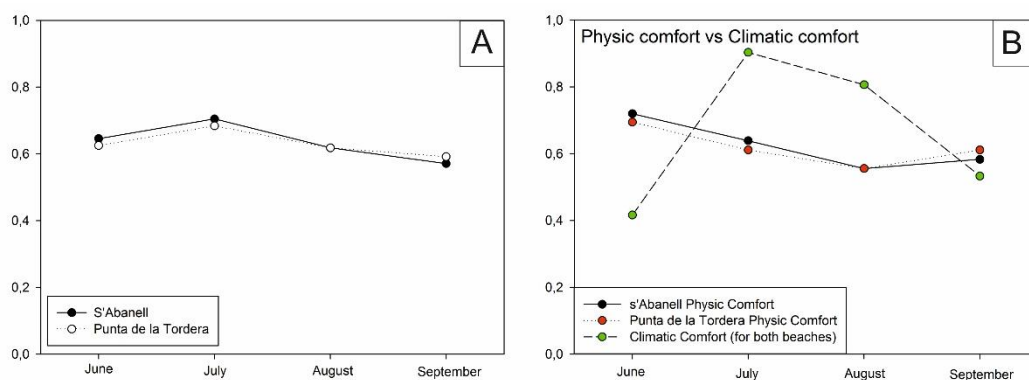 A
1,0
0,8
0,6
0,4
0,2
0,0
S'Abanell
Punta de la Tordera
June
July
August
September
Physic comfort vs Climatic comfort
B
1,0
0,8
0,6
0,4
0,2
0,0
s'Abanell Physic Comfort
Punta de la Tordera Physic Comfort
Climatic Comfort (for both beaches)
June
July
August
September